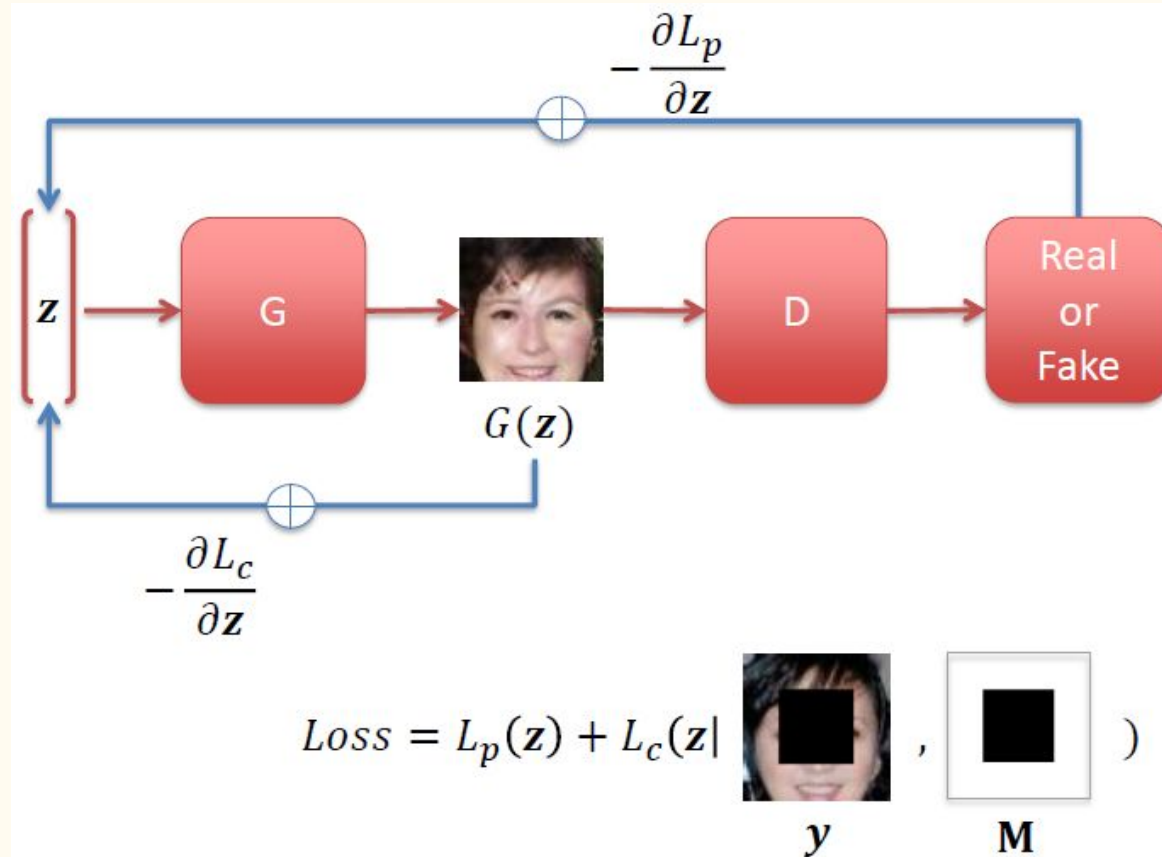 − ∂L_p / ∂z
z
G
G(z)
D
Real
or
Fake
− ∂L_c / ∂z
Loss = L_p(z) + L_c(z| , )
y
M